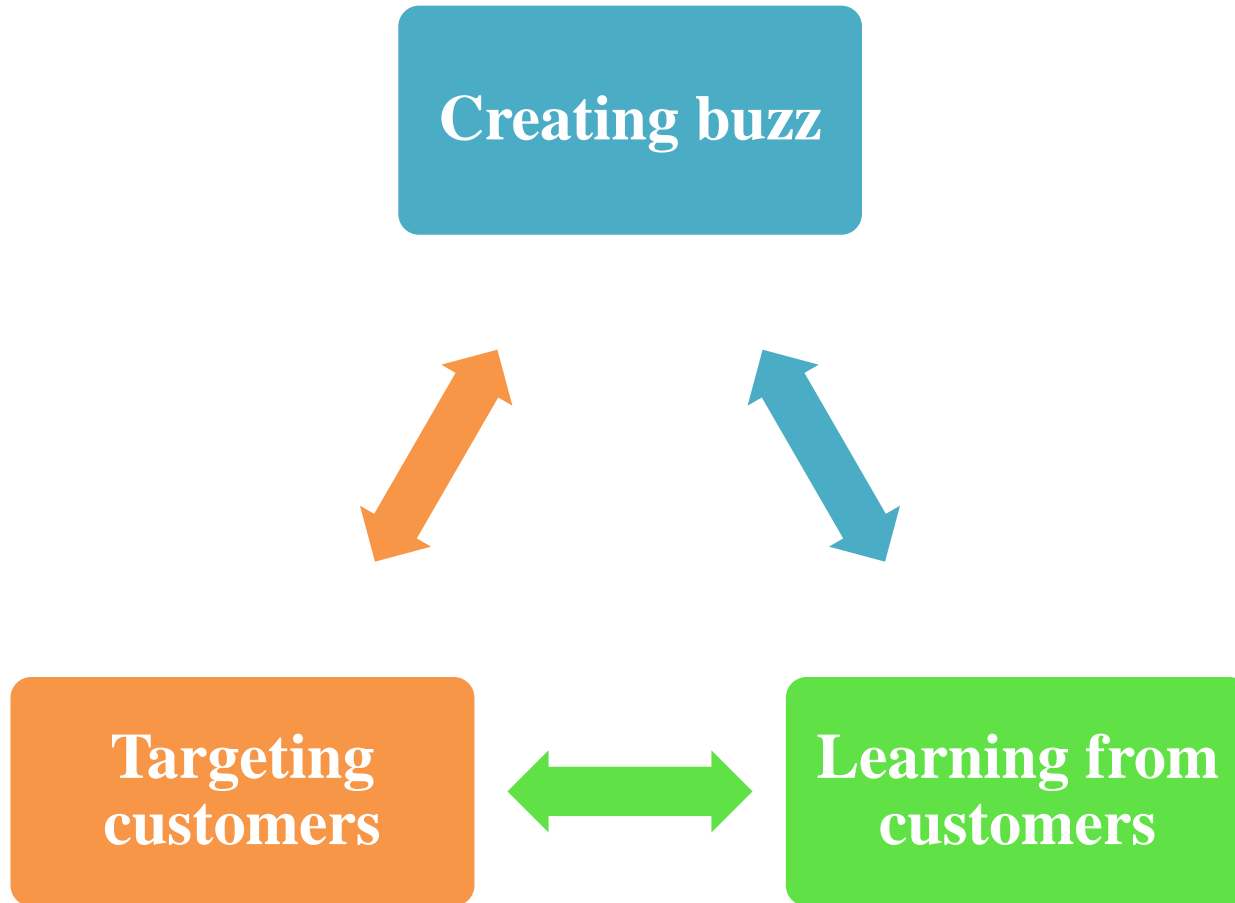 Creating buzz
Targeting
customers
Learning from
customers